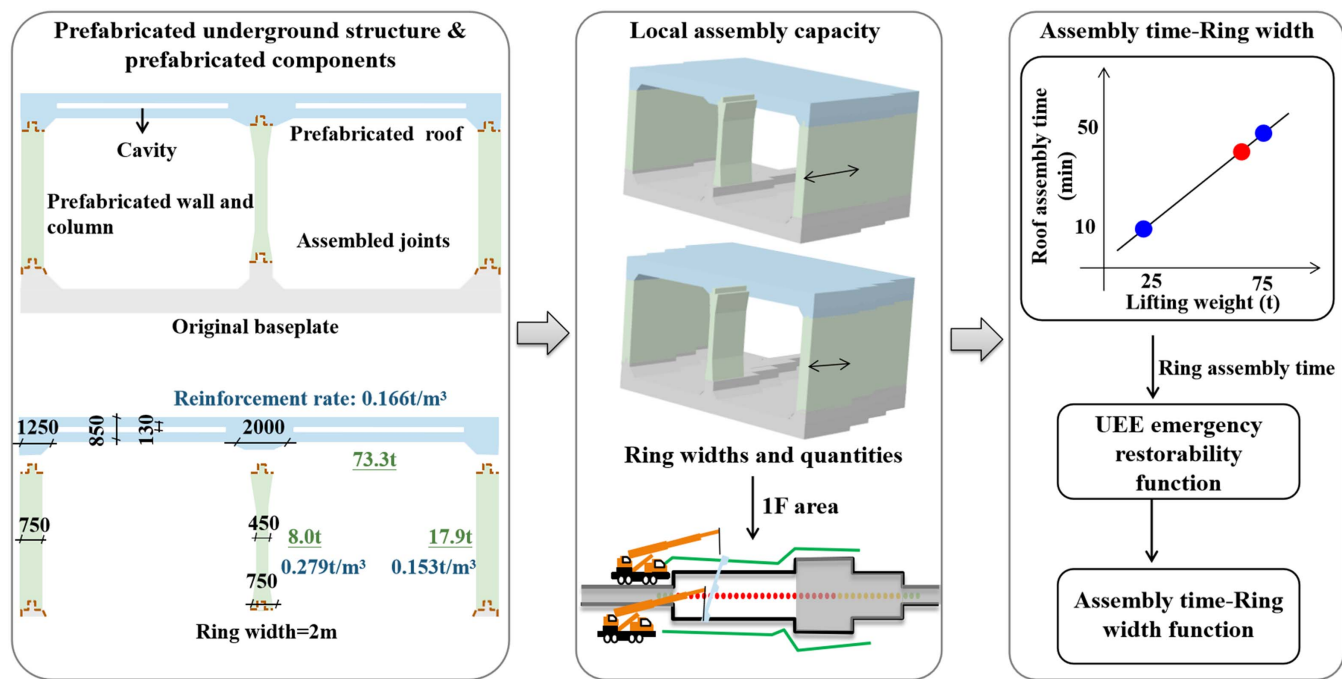 Prefabricated underground structure &
prefabricated components
Cavity
Prefabricated roof
Prefabricated wall and
column
Assembled joints
Original baseplate
Reinforcement rate: 0.166t/m³
1250
850
130
2000
73.3t
750
450
8.0t
17.9t
0.279t/m³
0.153t/m³
750
Ring width=2m
Local assembly capacity
Ring widths and quantities
1F area
Assembly time-Ring width
Roof assembly time
(min)
50
10
25
75
Lifting weight (t)
Ring assembly time
UEE emergency
restorability
function
Assembly time-Ring
width function